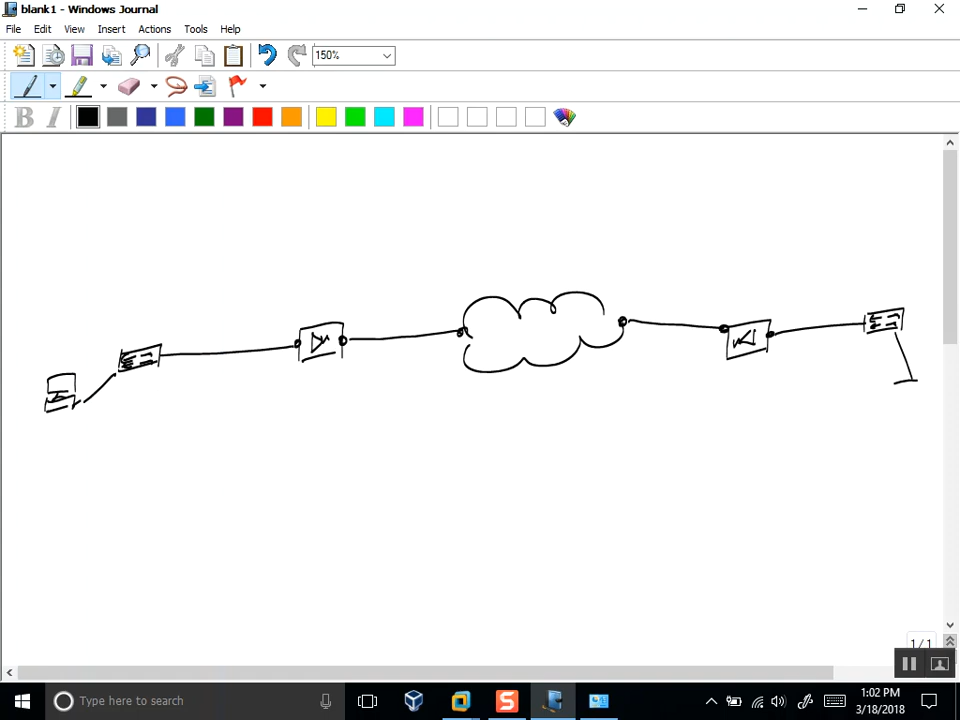 blank1 - Windows Journal
File Edit View Insert Actions Tools Help
150%
B I
1/1
S
Type here to search
1:02 PM
3/18/2018